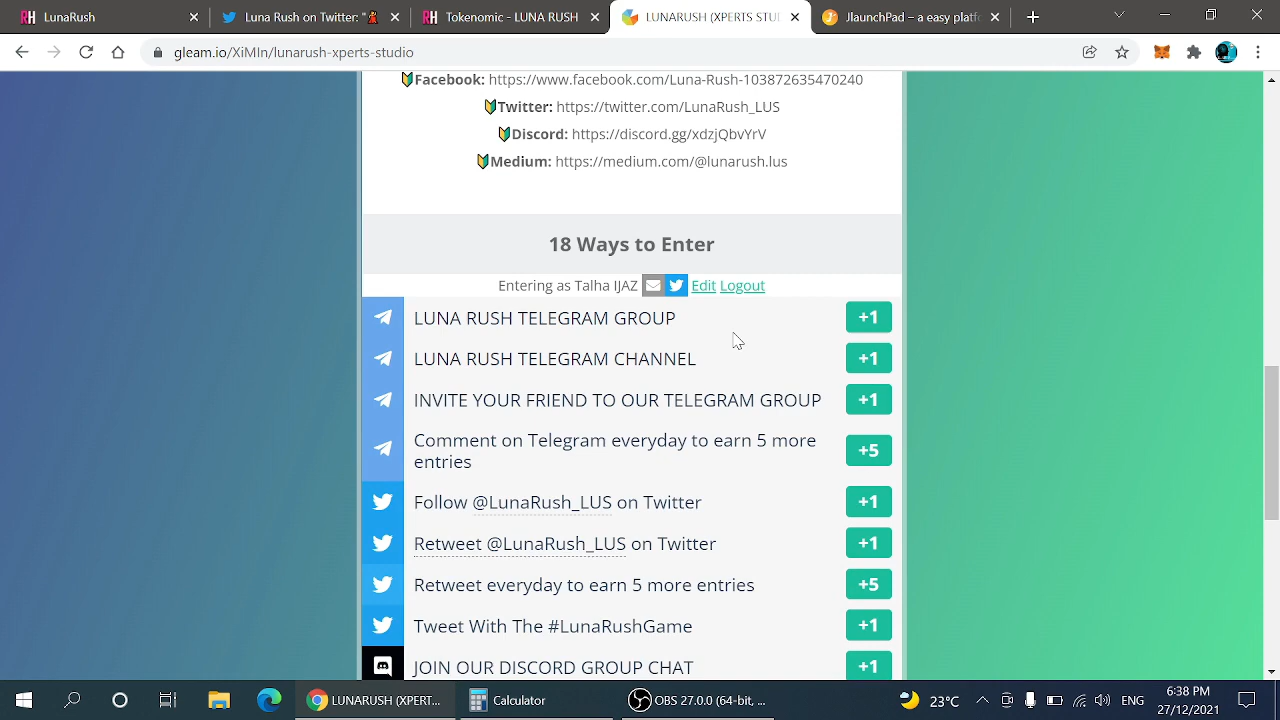 LunaRush
Luna Rush on Twitter "
Tokenomic - LUNA RUSH
LUNARUSH (XPERTS STU
JlaunchPad – a easy platf
gleam.io/XiMIn/lunarush-xperts-studio
Facebook: https://www.facebook.com/Luna-Rush-103872635470240
Twitter: https://twitter.com/LunaRush_LUS
Discord: https://discord.gg/xdzjQbvYrV
Medium: https://medium.com/@lunarush.lus
18 Ways to Enter
Entering as Talha IJAZ Edit Logout
LUNA RUSH TELEGRAM GROUP +1
LUNA RUSH TELEGRAM CHANNEL +1
INVITE YOUR FRIEND TO OUR TELEGRAM GROUP +1
Comment on Telegram everyday to earn 5 more
entries +5
Follow @LunaRush_LUS on Twitter +1
Retweet @LunaRush_LUS on Twitter +1
Retweet everyday to earn 5 more entries +5
Tweet With The #LunaRushGame +1
JOIN OUR DISCORD GROUP CHAT +1
LUNARUSH (XPERT...
Calculator
OBS 27.0.0 (64-bit, ...
23°C
ENG
6:38 PM
27/12/2021